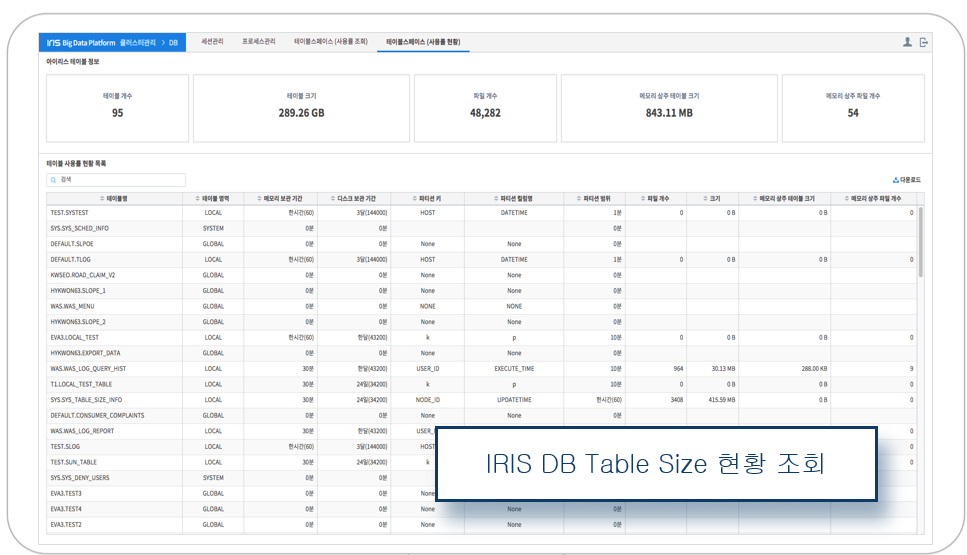 IRIS Big Data Platform 클러스터관리 > DB 세션관리 프로세스관리 테이블스페이스 (사용률 조회) 테이블스페이스 (사용률 현황)
아이리스 테이블 정보
테이블 개수 테이블 크기 파일 개수 메모리 상주 테이블 크기 메모리 상주 파일 개수
95 289.26 GB 48,282 843.11 MB 54
테이블 사용률 현황 목록
검색 다운로드
테이블명 테이블 영역 메모리 보관 기간 디스크 보관 기간 파티션 키 파티션 컬럼명 파티션 범위 파일 개수 크기 메모리 상주 테이블 크기 메모리 상주 파일 개수
TEST.SYSTEST LOCAL 한시간(60) 3달(144000) HOST DATETIME 1분 0 0 B 0 B 0
SYS.SYS_SCHED_INFO SYSTEM 0분 0분 0분
DEFAULT.SLPOE GLOBAL 0분 0분 None None 0분
DEFAULT.TLOG LOCAL 한시간(60) 3달(144000) HOST DATETIME 1분 0 0 B 0 B 0
KWSEO.ROAD_CLAIM_V2 GLOBAL 0분 0분 None None 0분
HYKWON63.SLOPE_1 GLOBAL 0분 0분 None None 0분
WAS.WAS_MENU GLOBAL 0분 0분 NONE NONE 0분
HYKWON63.SLOPE_2 GLOBAL 0분 0분 None None 0분
EVA3.LOCAL_TEST LOCAL 한시간(60) 한달(43200) k p 10분 0 0 B 0 B 0
HYKWON63.EXPORT_DATA GLOBAL 0분 0분 None None 0분
WAS.WAS_LOG_QUERY_HIST LOCAL 30분 한달(43200) USER_ID EXECUTE_TIME 10분 964 30.13 MB 288.00 KB 9
T1.LOCAL_TEST_TABLE LOCAL 30분 24일(34200) k p 10분 0 0 B 0 B 0
SYS.SYS_TABLE_SIZE_INFO LOCAL 30분 24일(34200) NODE_ID UPDATETIME 한시간(60) 3408 415.59 MB 0 B 0
DEFAULT.CONSUMER_COMPLAINTS GLOBAL 0분 0분 None None 0분
WAS.WAS_LOG_REPORT LOCAL 30분 한달(43200) USER_ 0
TEST.SLOG LOCAL 한시간(60) 3달(144000) HOST 0
TEST.SUN_TABLE LOCAL 30분 24일(34200) k 0
SYS.SYS_DENY_USERS SYSTEM 0분 0분
EVA3.TEST3 GLOBAL 0분 0분 None
EVA3.TEST4 GLOBAL 0분 0분 None None 0분
EVA3.TEST2 GLOBAL 0분 0분 None None 0분
IRIS DB Table Size 현황 조회